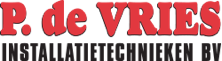 P. de VRIES
INSTALLATIETECHNIEKEN BV